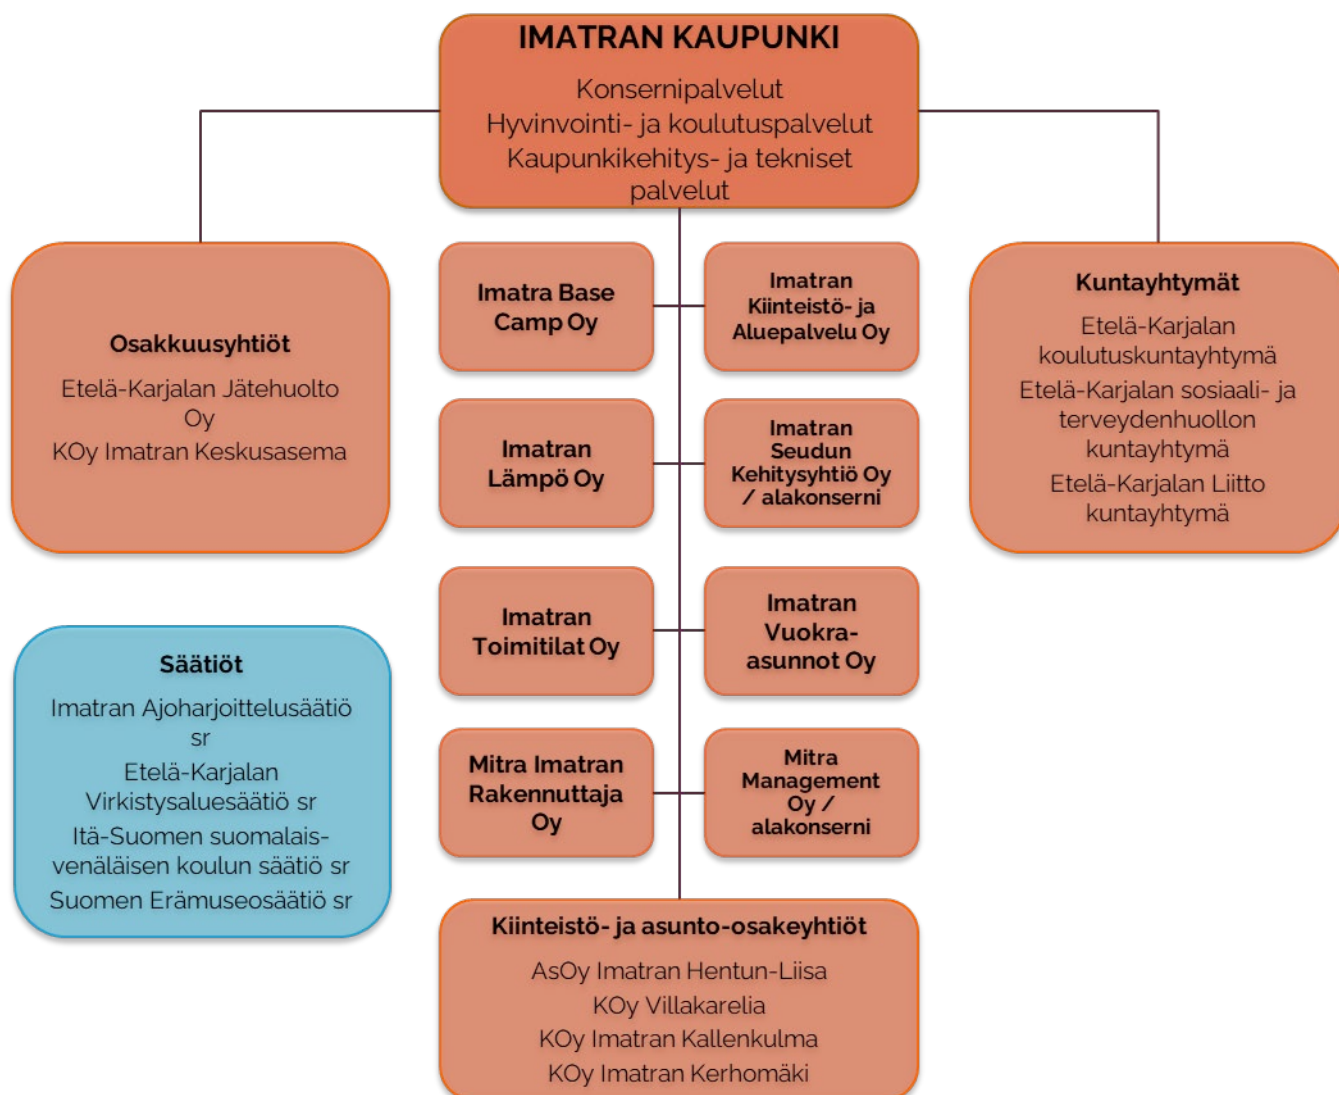 IMATRAN KAUPUNKI
Konsernipalvelut
Hyvinvointi- ja koulutuspalvelut
Kaupunkikehitys- ja tekniset
palvelut
Osakkuusyhtiöt
Etelä-Karjalan Jätehuolto
Oy
KOy Imatran Keskusasema
Imatra Base
Camp Oy
Imatran
Kiinteistö- ja
Aluepalvelu Oy
Imatran
Lämpö Oy
Imatran
Seudun
Kehitysyhtiö Oy
/ alakonserni
Imatran
Toimitilat Oy
Imatran
Vuokra-
asunnot Oy
Mitra Imatran
Rakennuttaja
Oy
Mitra
Management
Oy /
alakonserni
Kuntayhtymät
Etelä-Karjalan
koulutuskuntayhtymä
Etelä-Karjalan sosiaali- ja
terveydenhuollon
kuntayhtymä
Etelä-Karjalan Liitto
kuntayhtymä
Säätiöt
Imatran Ajoharjoittelusäätiö
sr
Etelä-Karjalan
Virkistysaluesäätiö sr
Itä-Suomen suomalais-
venäläisen koulun säätiö sr
Suomen Erämuseosäätiö sr
Kiinteistö- ja asunto-osakeyhtiöt
AsOy Imatran Hentun-Liisa
KOy Villakarelia
KOy Imatran Kallenkulma
KOy Imatran Kerhomäki